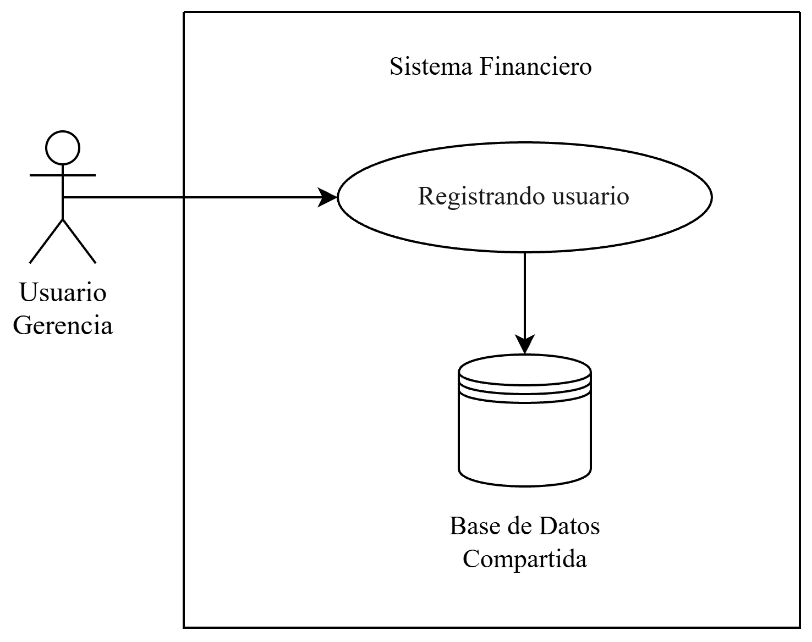 Sistema Financiero
Registrando usuario
Usuario
Gerencia
Base de Datos
Compartida